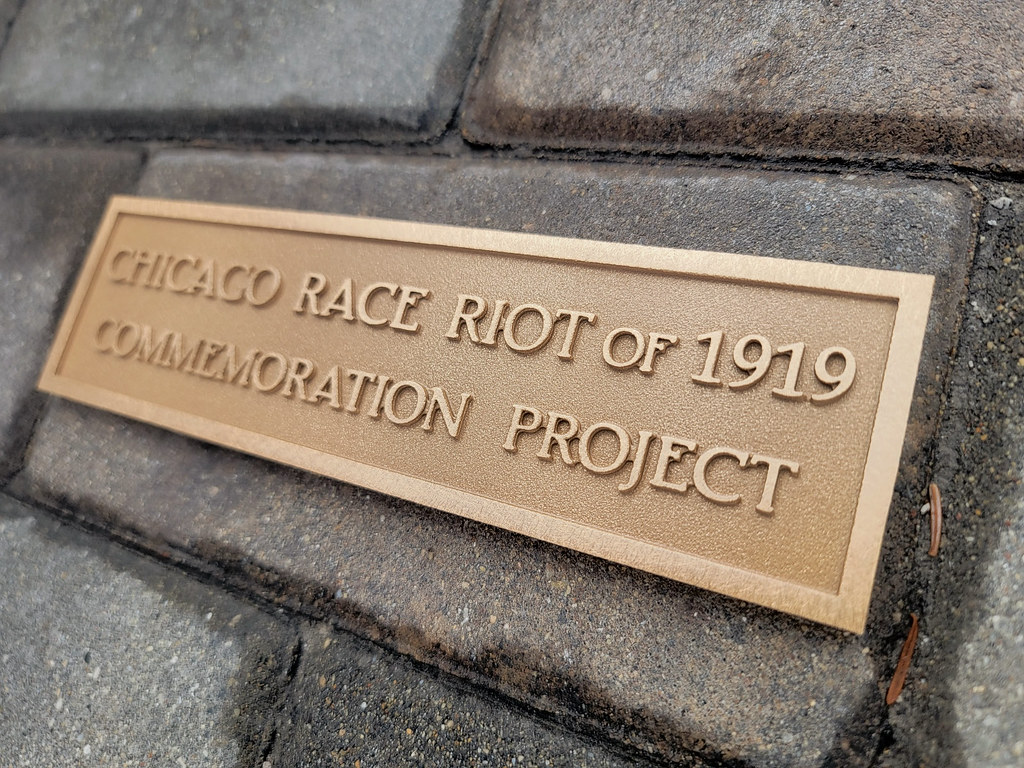 CHICAGO RACE RIOT OF 1919
COMMEMORATION PROJECT